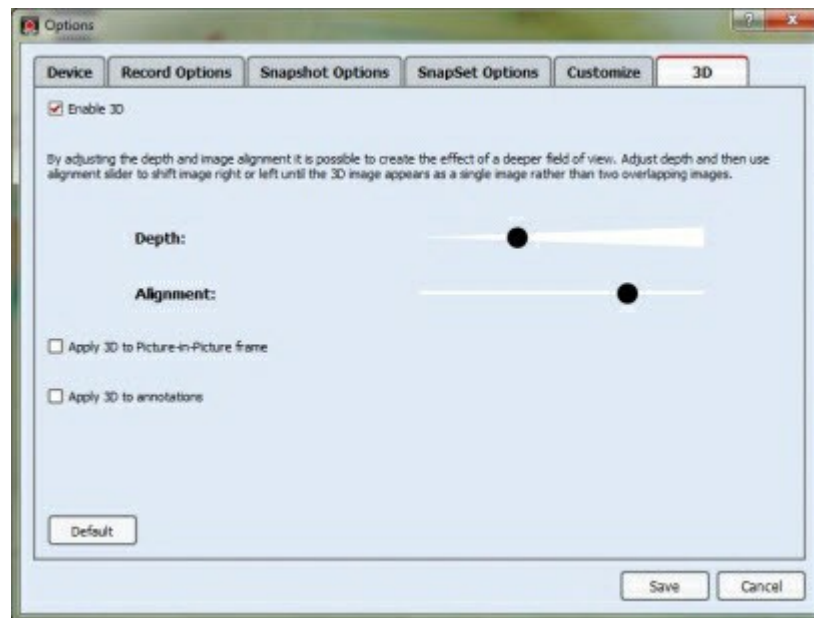 Options
Device Record Options Snapshot Options SnapSet Options Customize 3D
Enable 3D
By adjusting the depth and image alignment it is possible to create the effect of a deeper field of view. Adjust depth and then use
alignment slider to shift image right or left until the 3D image appears as a single image rather than two overlapping images.
Depth:
Alignment:
Apply 3D to Picture-in-Picture frame
Apply 3D to annotations
Default
Save Cancel